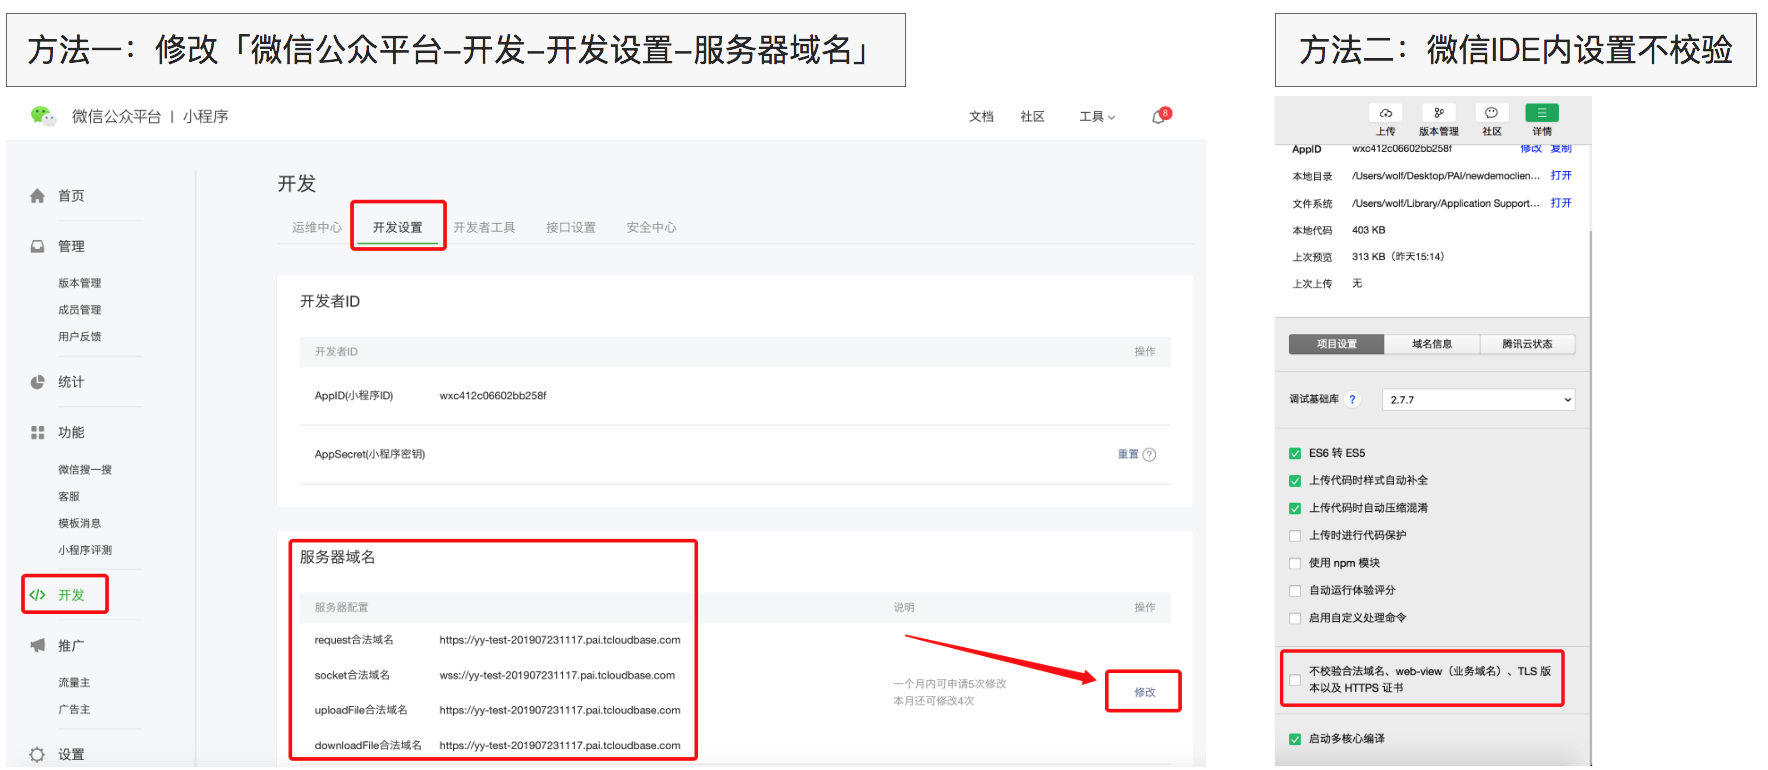 方法一：修改「微信公众平台–开发–开发设置–服务器域名」
微信公众平台 | 小程序
文档 社区 工具 8
首页
管理
版本管理
成员管理
用户反馈
统计
功能
微信搜一搜
客服
模板消息
小程序评测
</> 开发
推广
流量主
广告主
设置
开发
运维中心 开发设置 开发者工具 接口设置 安全中心
开发者ID
开发者ID 操作
AppID(小程序ID) wxc412c06602bb258f
AppSecret(小程序密钥) 重置 ?
服务器域名
服务器配置 说明 操作
request合法域名 https://yy-test-201907231117.pai.tcloudbase.com
socket合法域名 wss://yy-test-201907231117.pai.tcloudbase.com
uploadFile合法域名 https://yy-test-201907231117.pai.tcloudbase.com
downloadFile合法域名 https://yy-test-201907231117.pai.tcloudbase.com
一个月内可申请5次修改
本月还可修改4次
修改
方法二：微信IDE内设置不校验
上传 版本管理 社区 详情
AppID wxc412c06602bb258f 修改 复制
本地目录 /Users/wolf/Desktop/PAI/newdemoclien... 打开
文件系统 /Users/wolf/Library/Application Support... 打开
本地代码 403 KB
上次预览 313 KB（昨天15:14）
上次上传 无
项目设置 域名信息 腾讯云状态
调试基础库 ? 2.7.7
ES6 转 ES5
上传代码时样式自动补全
上传代码时自动压缩混淆
上传时进行代码保护
使用 npm 模块
自动运行体验评分
启用自定义处理命令
不校验合法域名、web-view（业务域名）、TLS 版
本以及 HTTPS 证书
启动多核心编译